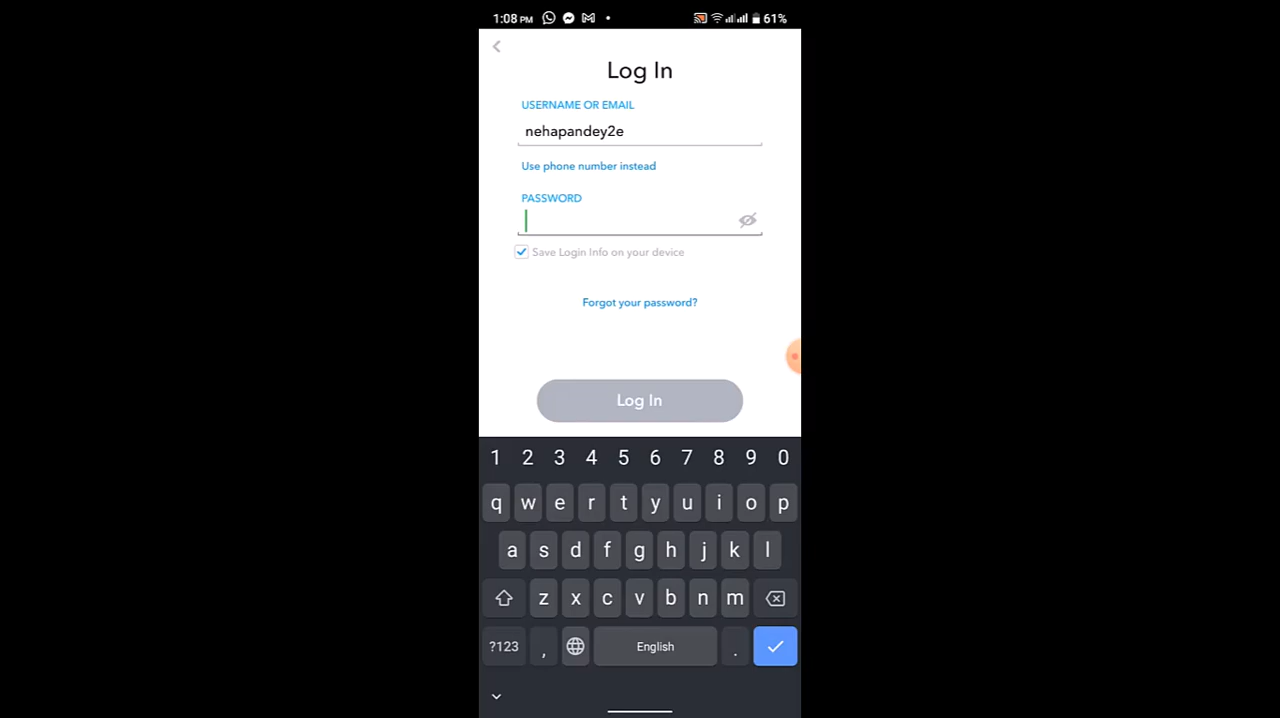 1:08 PM 61%
Log In
USERNAME OR EMAIL
nehapandey2e
Use phone number instead
PASSWORD
Save Login Info on your device
Forgot your password?
Log In
1 2 3 4 5 6 7 8 9 0
q w e r t y u i o p
a s d f g h j k l
z x c v b n m
?123 , English .